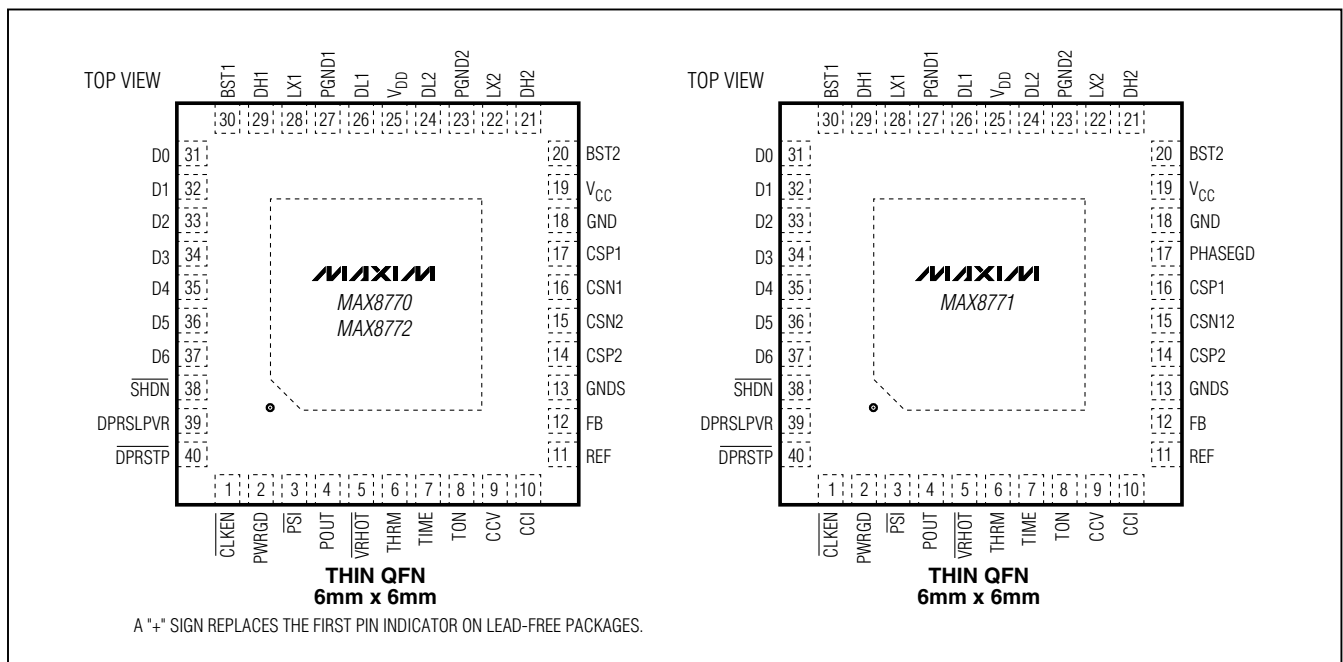 TOP VIEW
BST1 DH1 LX1 PGND1 DL1 VDD DL2 PGND2 LX2 DH2
30 29 28 27 26 25 24 23 22 21
D0 31 20 BST2
D1 32 19 VCC
D2 33 18 GND
D3 34 17 CSP1
D4 35 16 CSN1
D5 36 15 CSN2
D6 37 14 CSP2
SHDN 38 13 GNDS
DPRSLPVR 39 12 FB
DPRSTP 40 11 REF
MAXIM
MAX8770
MAX8772
1 2 3 4 5 6 7 8 9 10
CLKEN PWRGD PSI POUT VRHOT THRM TIME TON CCV CCI
THIN QFN
6mm x 6mm
TOP VIEW
BST1 DH1 LX1 PGND1 DL1 VDD DL2 PGND2 LX2 DH2
30 29 28 27 26 25 24 23 22 21
D0 31 20 BST2
D1 32 19 VCC
D2 33 18 GND
D3 34 17 PHASEGD
D4 35 16 CSP1
D5 36 15 CSN12
D6 37 14 CSP2
SHDN 38 13 GNDS
DPRSLPVR 39 12 FB
DPRSTP 40 11 REF
MAXIM
MAX8771
1 2 3 4 5 6 7 8 9 10
CLKEN PWRGD PSI POUT VRHOT THRM TIME TON CCV CCI
THIN QFN
6mm x 6mm
A "+" SIGN REPLACES THE FIRST PIN INDICATOR ON LEAD-FREE PACKAGES.